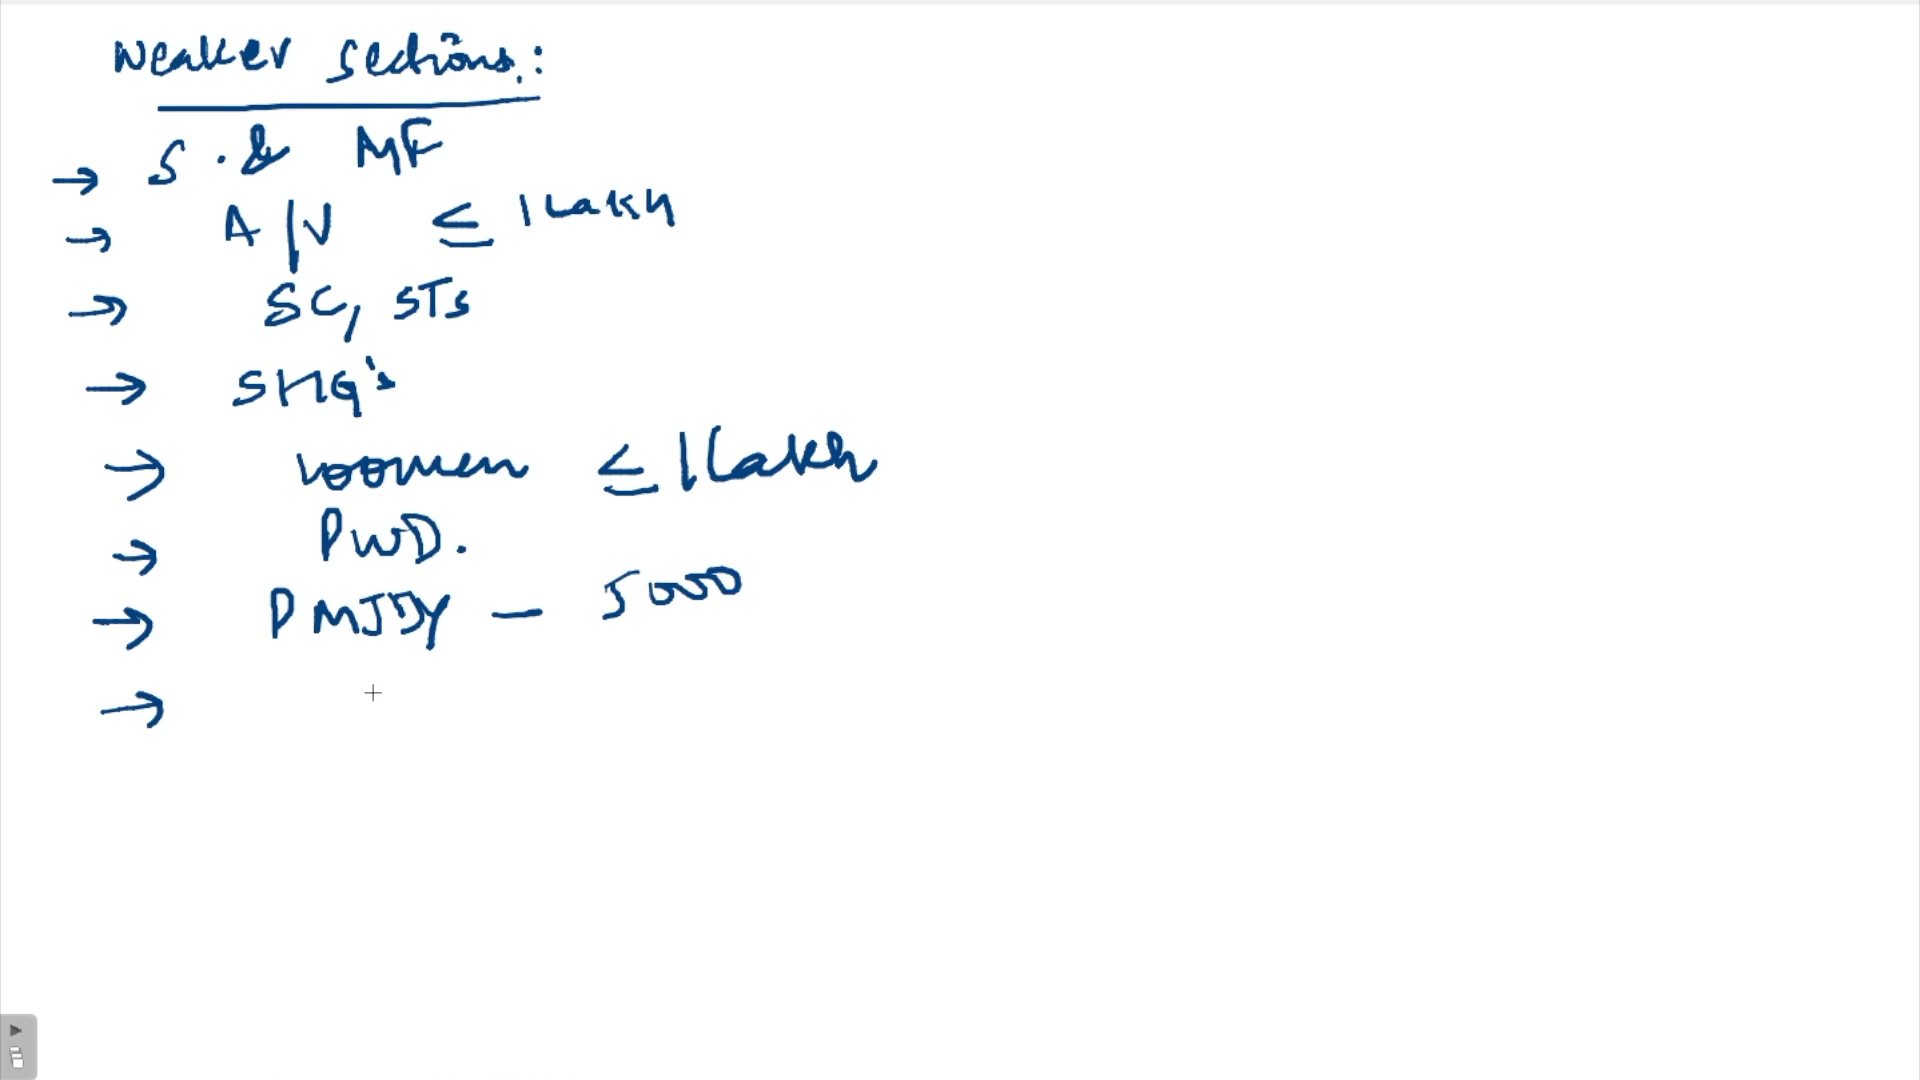 Weaker sections:
→ S. & MF
→ A/V ≤ 1 Lakh
→ SC, STs
→ SHG's
→ women ≤ 1 Lakh
→ PWD.
→ PMJDY - 5000
→